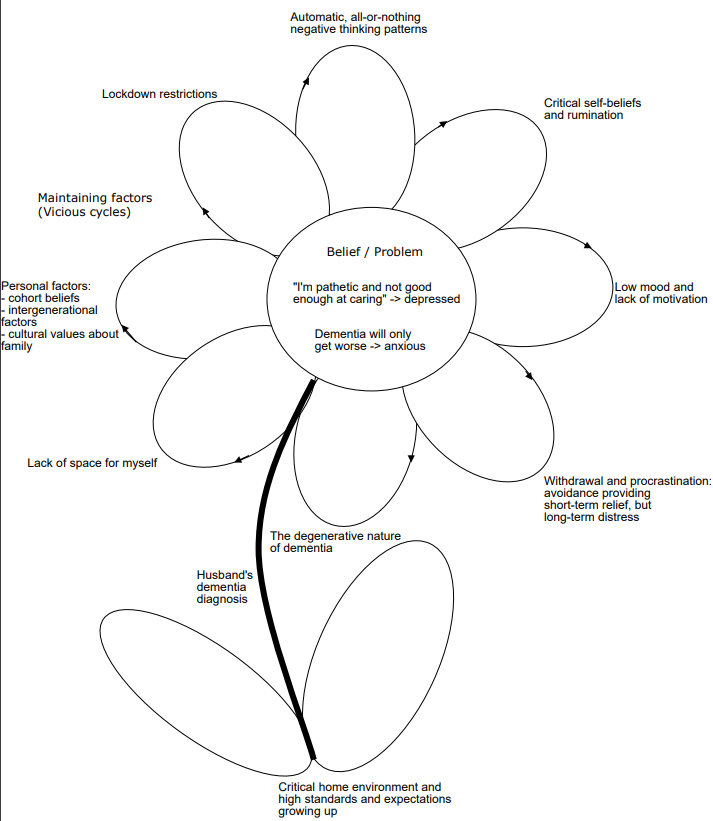 Automatic, all-or-nothing
negative thinking patterns
Lockdown restrictions
Critical self-beliefs
and rumination
Maintaining factors
(Vicious cycles)
Belief / Problem
"I'm pathetic and not good
enough at caring" -> depressed
Dementia will only
get worse -> anxious
Low mood and
lack of motivation
Personal factors:
- cohort beliefs
- intergenerational
factors
- cultural values about
family
Lack of space for myself
Withdrawal and procrastination:
avoidance providing
short-term relief, but
long-term distress
The degenerative nature
of dementia
Husband's
dementia
diagnosis
Critical home environment and
high standards and expectations
growing up